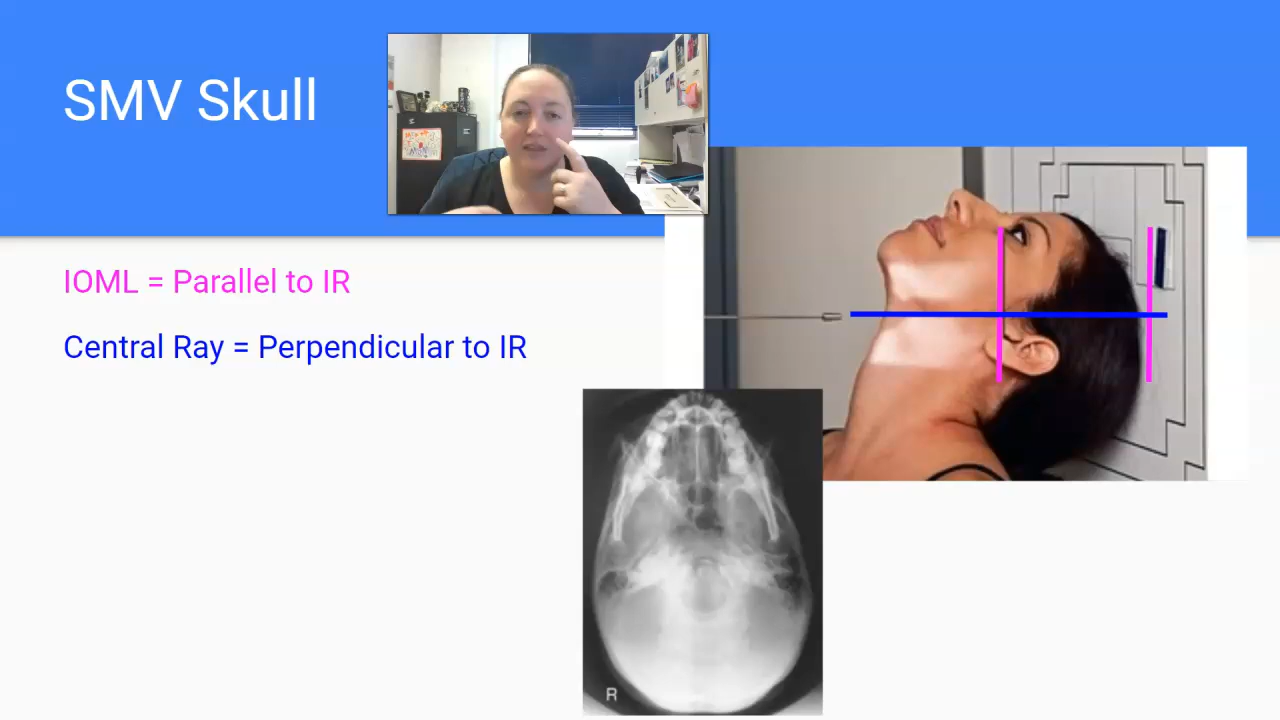 SMV Skull
IOML = Parallel to IR
Central Ray = Perpendicular to IR
R